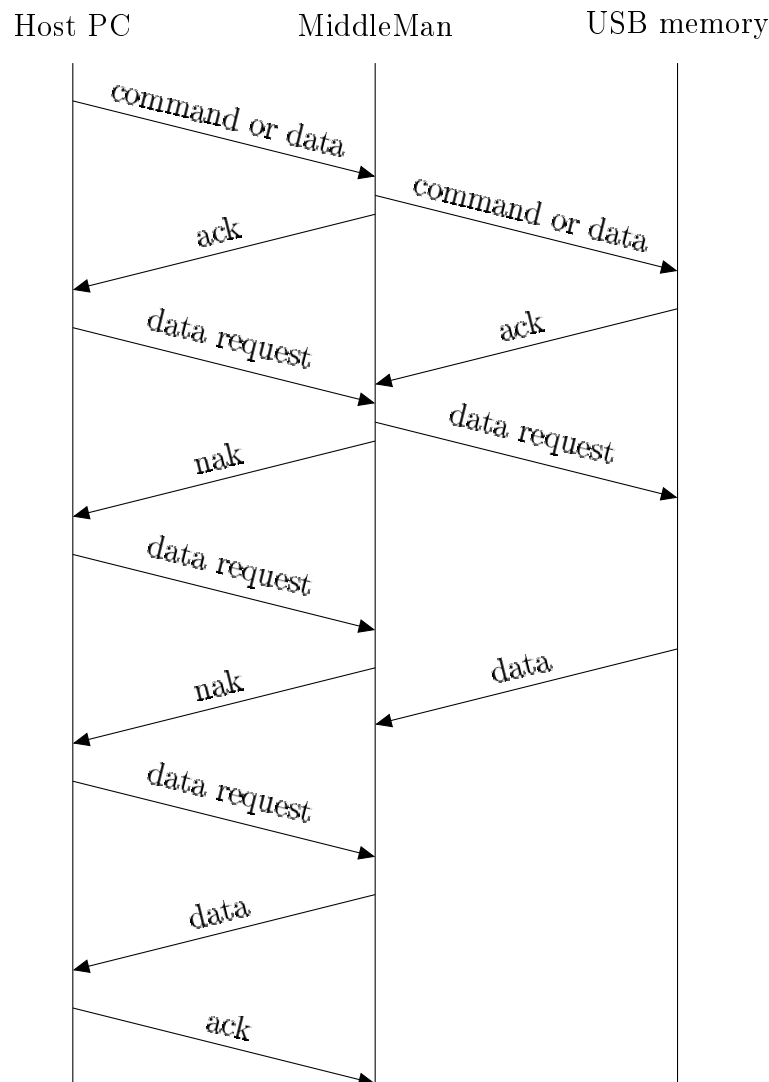 Host PC
MiddleMan
USB memory
command or data
command or data
ack
data request
ack
data request
nak
data request
data
nak
data request
data
ack